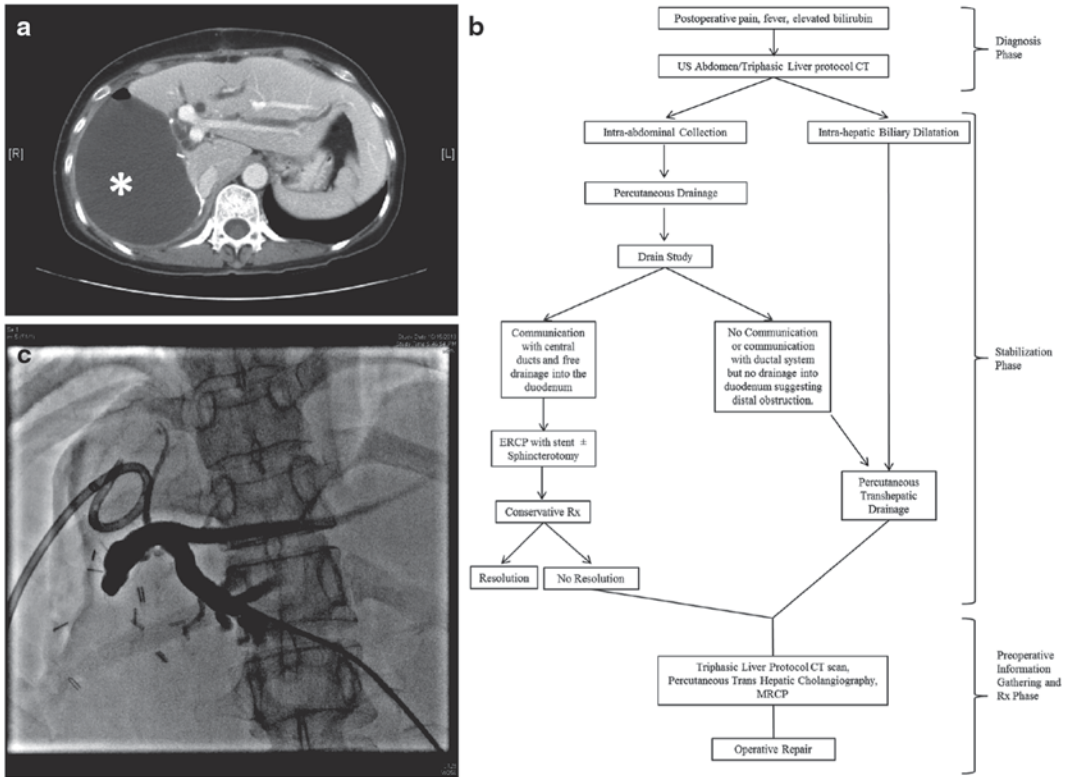 a
[R]
[L]
*
b
Postoperative pain, fever, elevated bilirubin
US Abdomen/Triphasic Liver protocol CT
Diagnosis
Phase
Intra-abdominal Collection
Intra-hepatic Biliary Dilatation
Percutaneous Drainage
Drain Study
Communication
with central
ducts and free
drainage into the
duodenum
No Communication
or communication
with ductal system
but no drainage into
duodenum suggesting
distal obstruction.
Stabilization
Phase
ERCP with stent ±
Sphincterotomy
Percutaneous
Transhepatic
Drainage
Conservative Rx
Resolution
No Resolution
Triphasic Liver Protocol CT scan,
Percutaneous Trans Hepatic Cholangiography,
MRCP
Operative Repair
Preoperative
Information
Gathering and
Rx Phase
c